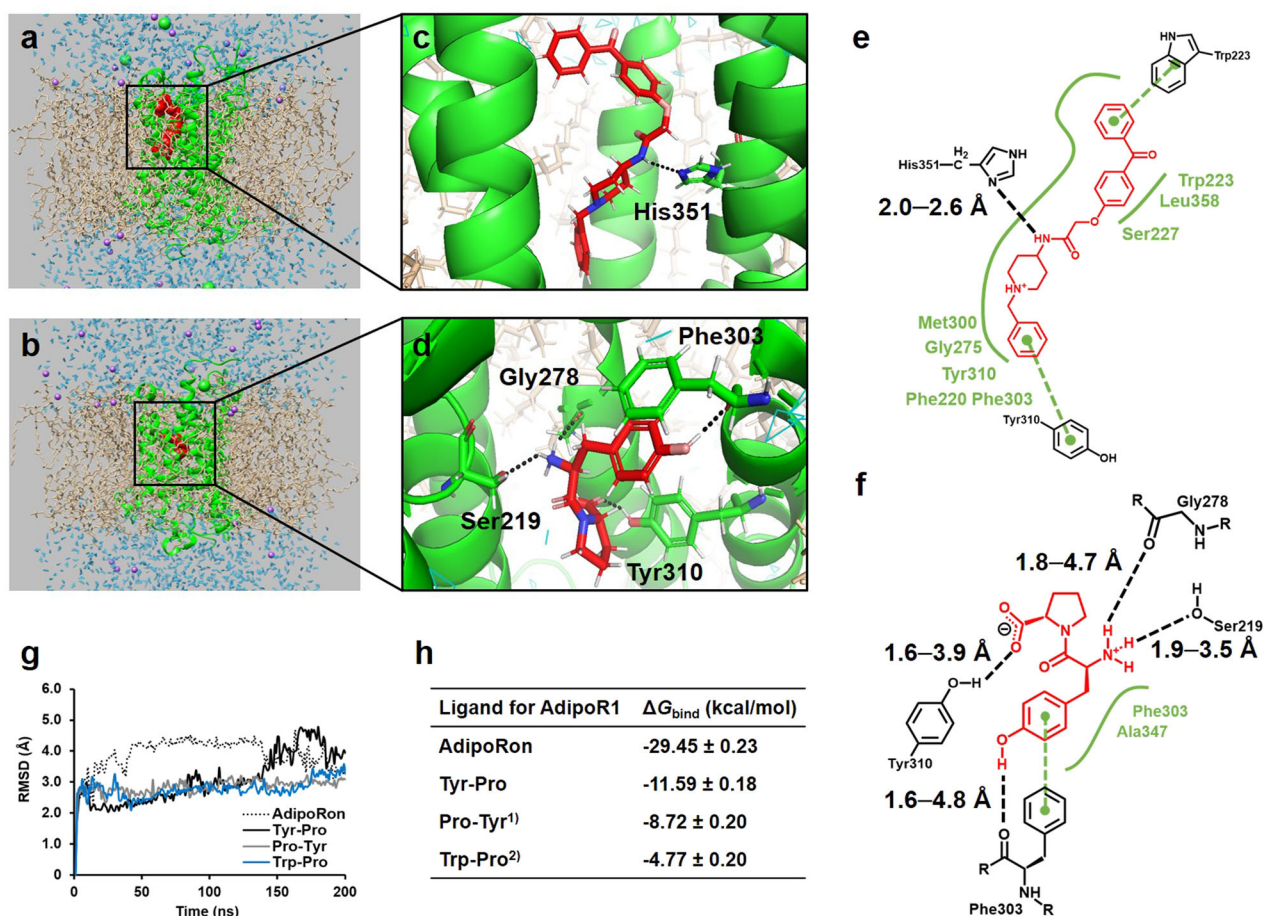 a
b
c
His351
d
Phe303
Gly278
Ser219
Tyr310
e
HN
Trp223
H2
His351
C
NH
N
2.0–2.6 Å
O
Trp223
Leu358
O
Ser227
HN
O
HN+
Met300
Gly275
Tyr310
Phe220 Phe303
Tyr310
OH
f
Gly278
R
O
N
R
H
1.8–4.7 Å
H
O
Ser219
O
⊖
O
N
H
N+
H
H
1.9–3.5 Å
1.6–3.9 Å
O
O–H
Phe303
Ala347
Tyr310
O
H
1.6–4.8 Å
O
R
NH
R
Phe303
g
6.0
5.0
4.0
3.0
2.0
1.0
0.0
RMSD (Å)
AdipoRon
Tyr-Pro
Pro-Tyr
Trp-Pro
0 50 100 150 200
Time (ns)
h
Ligand for AdipoR1 ΔGbind (kcal/mol)
AdipoRon -29.45 ± 0.23
Tyr-Pro -11.59 ± 0.18
Pro-Tyr1) -8.72 ± 0.20
Trp-Pro2) -4.77 ± 0.20